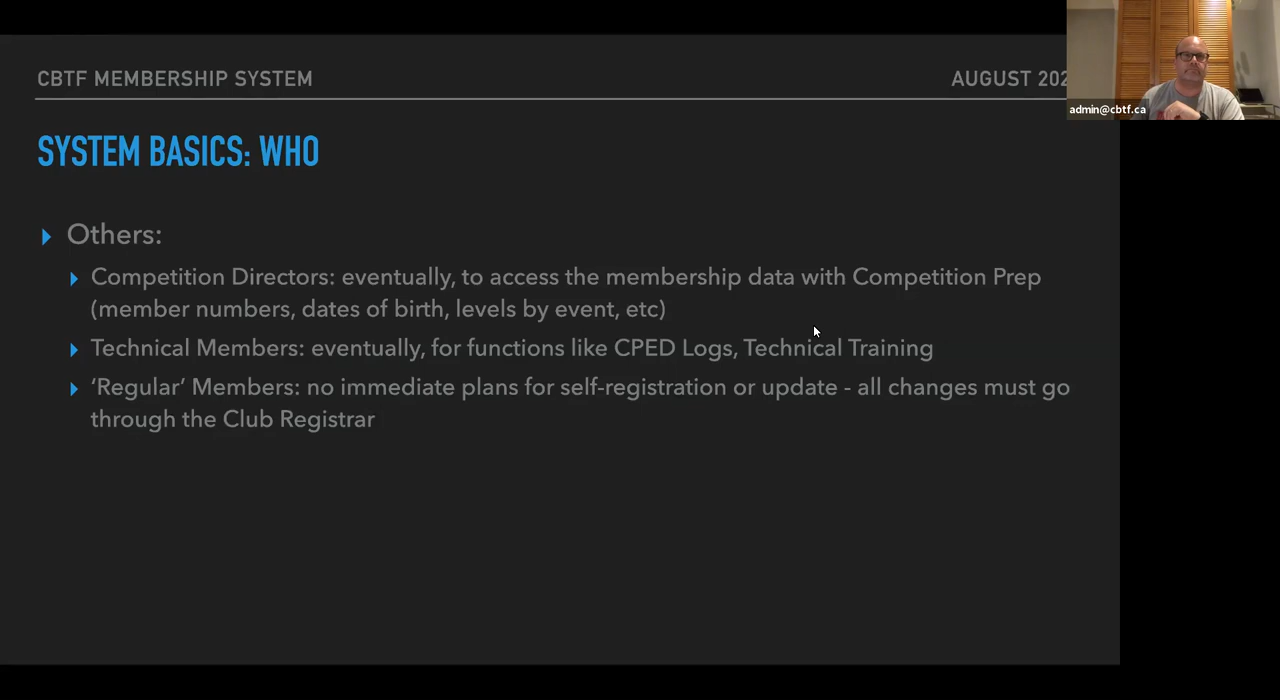 CBTF MEMBERSHIP SYSTEM
AUGUST 202
admin@cbtf.ca
SYSTEM BASICS: WHO
Others:
Competition Directors: eventually, to access the membership data with Competition Prep
(member numbers, dates of birth, levels by event, etc)
Technical Members: eventually, for functions like CPED Logs, Technical Training
‘Regular’ Members: no immediate plans for self-registration or update - all changes must go
through the Club Registrar